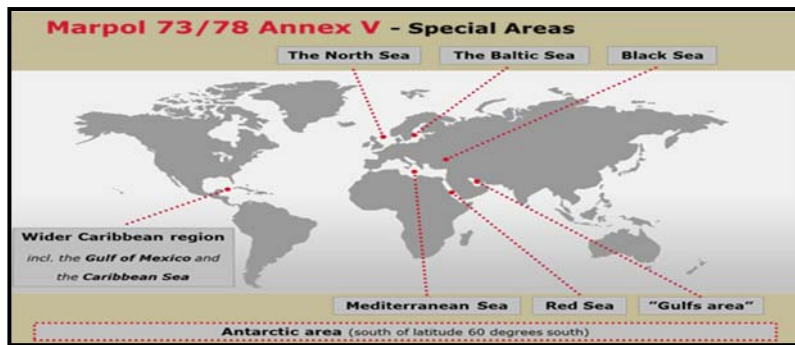 Marpol 73/78 Annex V - Special Areas
The North Sea
The Baltic Sea
Black Sea
Wider Caribbean region
incl. the Gulf of Mexico and
the Caribbean Sea
Mediterranean Sea
Red Sea
"Gulfs area"
Antarctic area (south of latitude 60 degrees south)